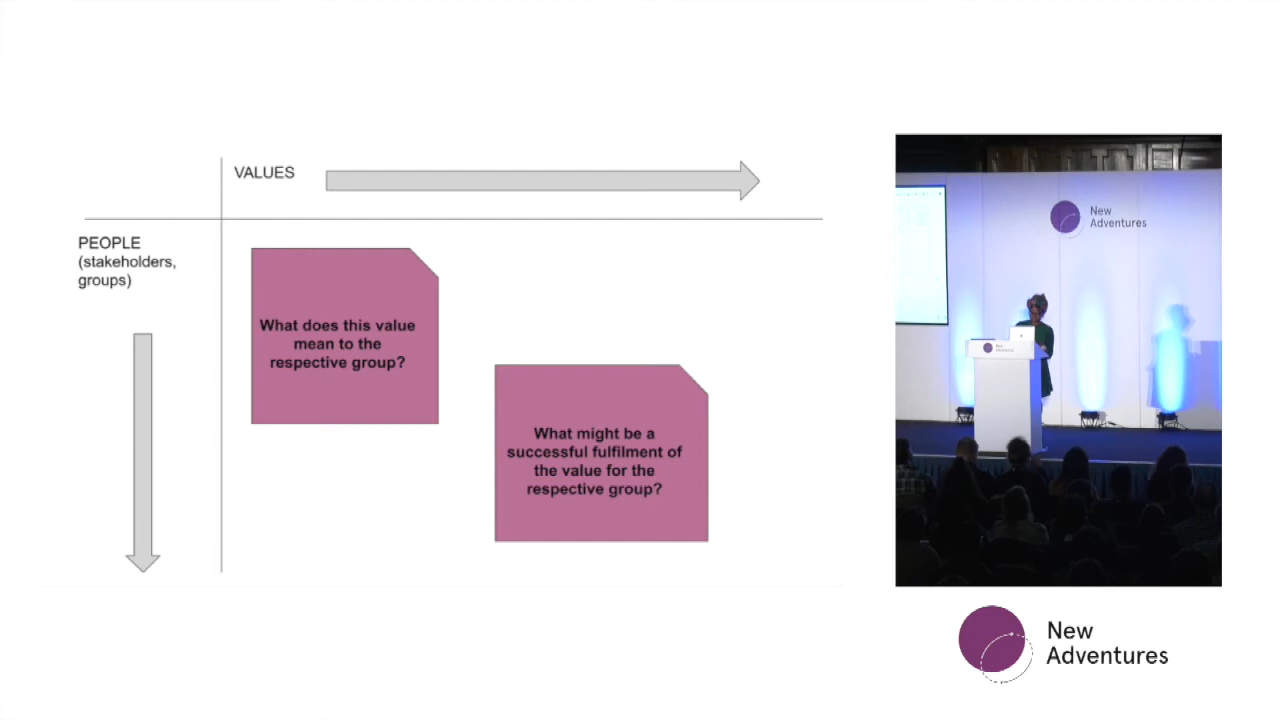 VALUES
PEOPLE
(stakeholders,
groups)
What does this value
mean to the
respective group?
What might be a
successful fulfilment of
the value for the
respective group?
New
Adventures
New
Adventures